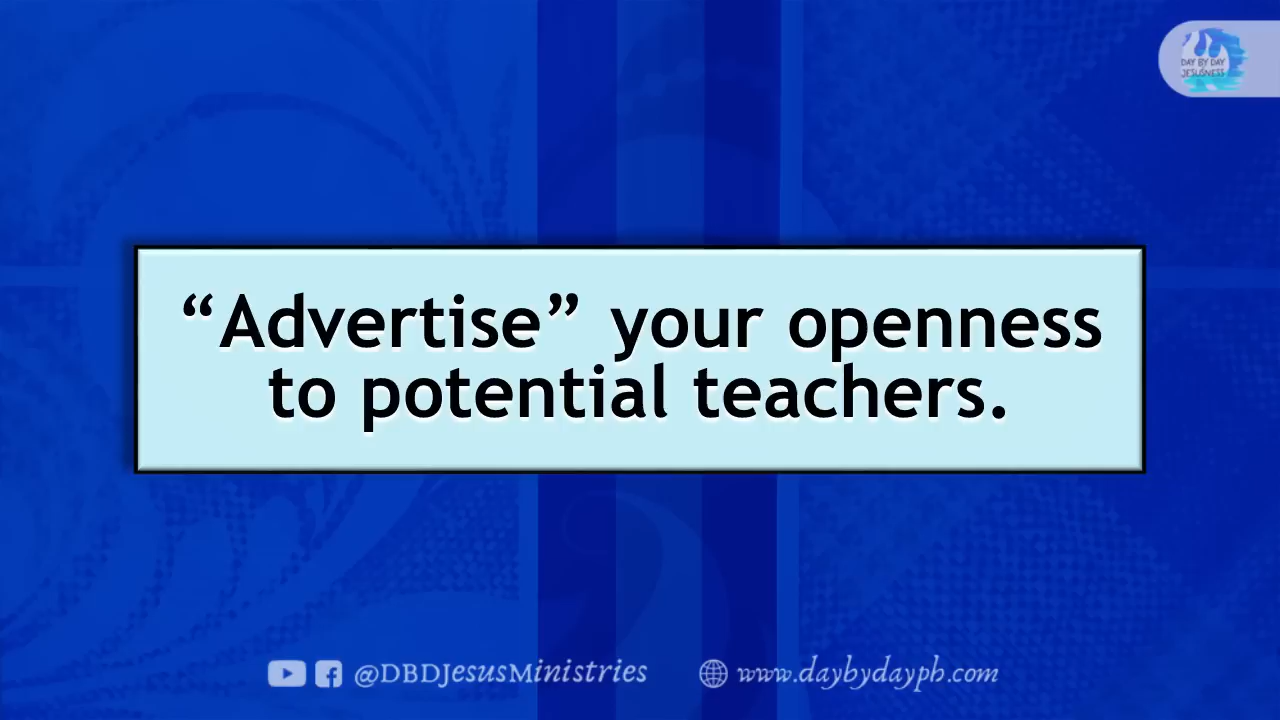 DAY BY DAY
JESUSNESS
“Advertise” your openness
to potential teachers.
@DBDJesusMinistries
www.daybydayph.com